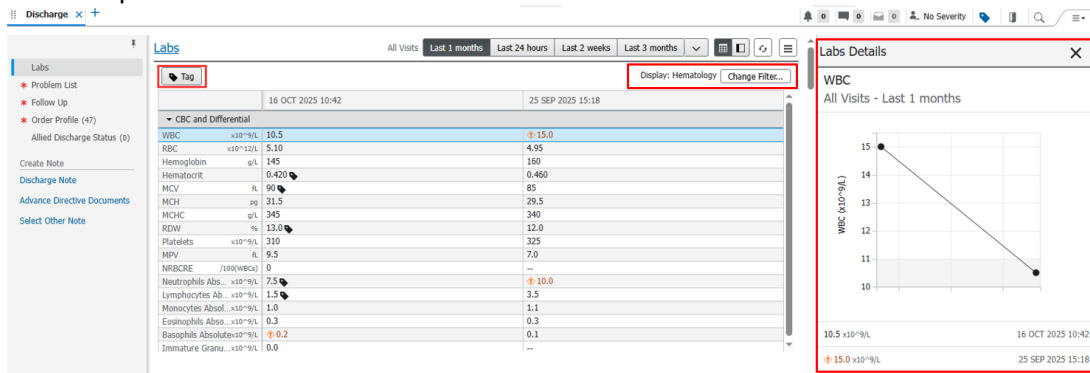 Discharge × +
0 0 0 No Severity
Labs
Problem List
Follow Up
Order Profile (47)
Allied Discharge Status (0)
Create Note
Discharge Note
Advance Directive Documents
Select Other Note
Labs
All Visits Last 1 months Last 24 hours Last 2 weeks Last 3 months
Tag
Display: Hematology Change Filter...
16 OCT 2025 10:42 25 SEP 2025 15:18
CBC and Differential
WBC x10^9/L 10.5 15.0
RBC x10^12/L 5.10 4.95
Hemoglobin g/L 145 160
Hematocrit 0.420 0.460
MCV fL 90 85
MCH pg 31.5 29.5
MCHC g/L 345 340
RDW % 13.0 12.0
Platelets x10^9/L 310 325
MPV fL 9.5 7.0
NRBCRE /100(WBCs) 0 --
Neutrophils Abs... x10^9/L 7.5 10.0
Lymphocytes Ab... x10^9/L 1.5 3.5
Monocytes Absol...x10^9/L 1.0 1.1
Eosinophils Abso...x10^9/L 0.3 0.3
Basophils Absolutex10^9/L 0.2 0.1
Immature Granu...x10^9/L 0.0 --
Labs Details ×
WBC
All Visits - Last 1 months
WBC (x10^9/L)
15
14
13
12
11
10
10.5 x10^9/L 16 OCT 2025 10:42
15.0 x10^9/L 25 SEP 2025 15:18